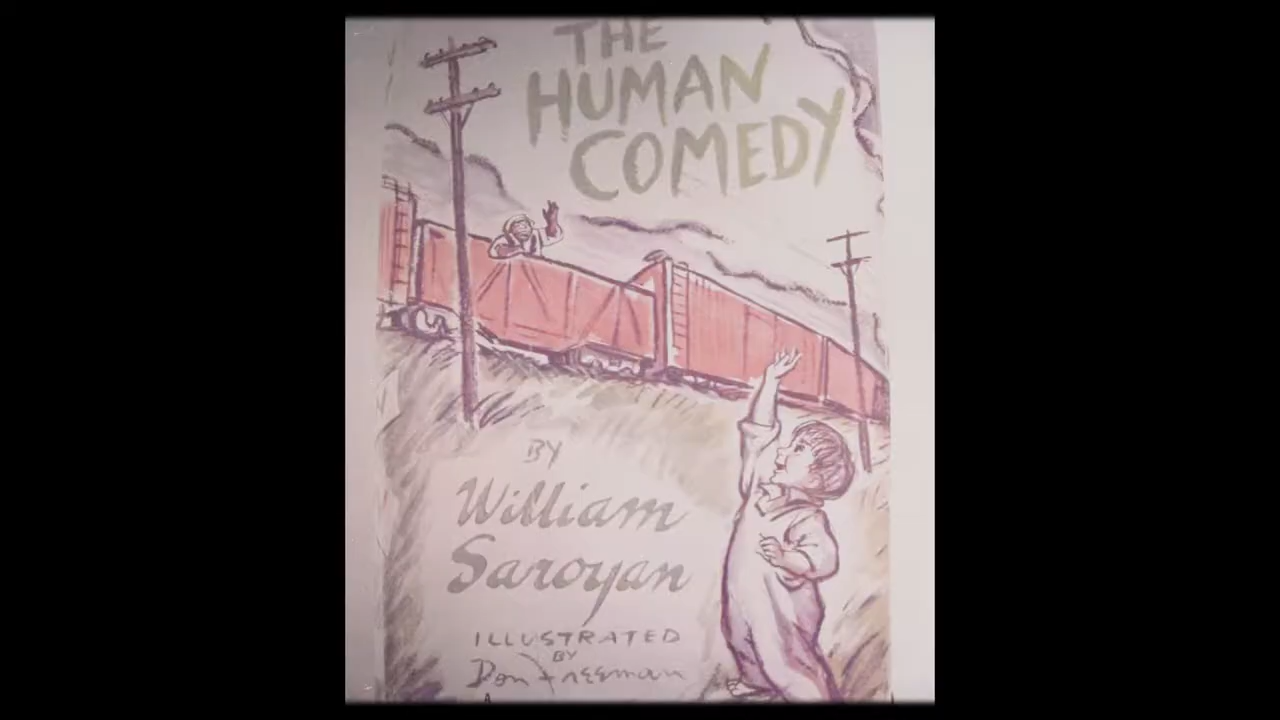 THE
HUMAN
COMEDY
BY
William
Saroyan
ILLUSTRATED
BY
Don Freeman